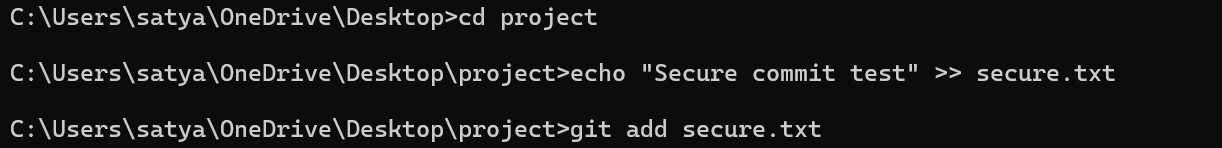 C:\Users\satya\OneDrive\Desktop>cd project
C:\Users\satya\OneDrive\Desktop\project>echo "Secure commit test" >> secure.txt
C:\Users\satya\OneDrive\Desktop\project>git add secure.txt